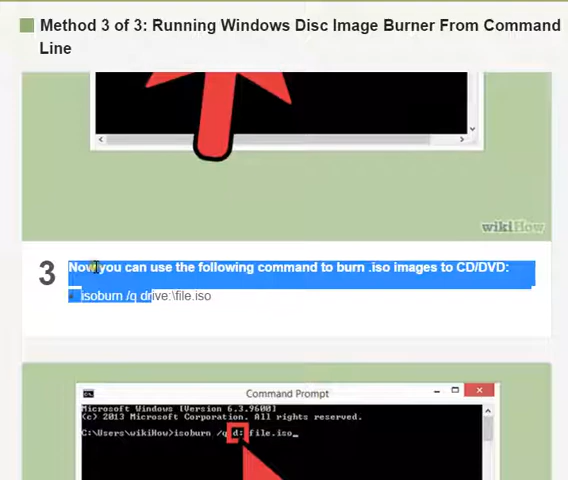 Method 3 of 3: Running Windows Disc Image Burner From Command
Line
wikiHow
3
Now you can use the following command to burn .iso images to CD/DVD:
isoburn /q drive:\file.iso
Command Prompt
Microsoft Windows [Version 6.3.9600]
(c) 2013 Microsoft Corporation. All rights reserved.
C:\Users\wikiHow>isoburn /q d: file.iso_